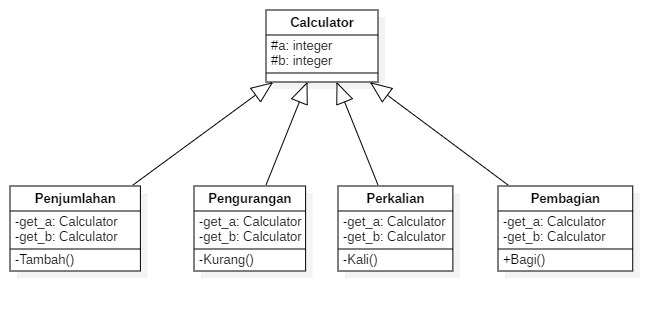 Calculator
#a: integer
#b: integer
Penjumlahan
-get_a: Calculator
-get_b: Calculator
-Tambah()
Pengurangan
-get_a: Calculator
-get_b: Calculator
-Kurang()
Perkalian
-get_a: Calculator
-get_b: Calculator
-Kali()
Pembagian
-get_a: Calculator
-get_b: Calculator
+Bagi()